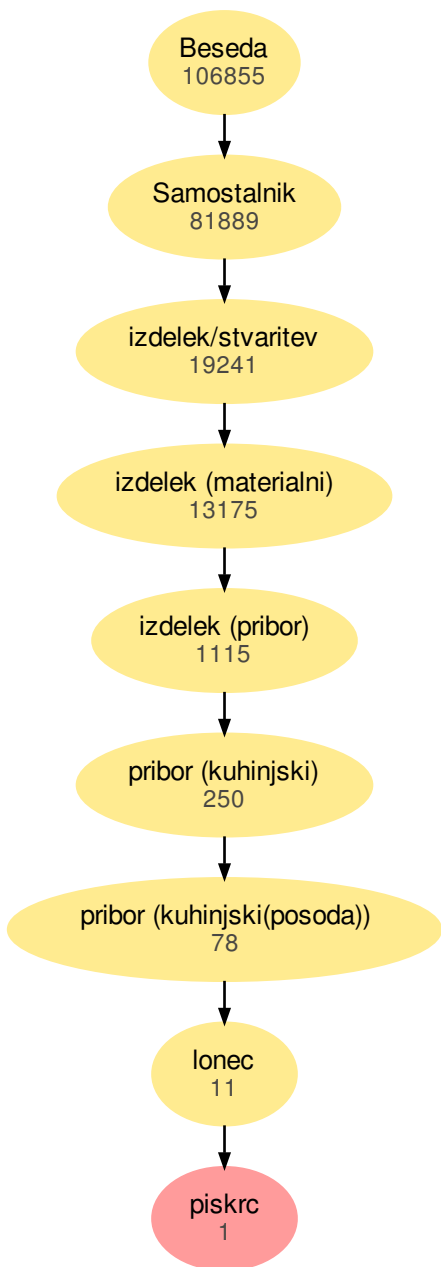 Beseda
106855
Samostalnik
81889
izdelek/stvaritev
19241
izdelek (materialni)
13175
izdelek (pribor)
1115
pribor (kuhinjski)
250
pribor (kuhinjski(posoda))
78
lonec
11
piskrc
1